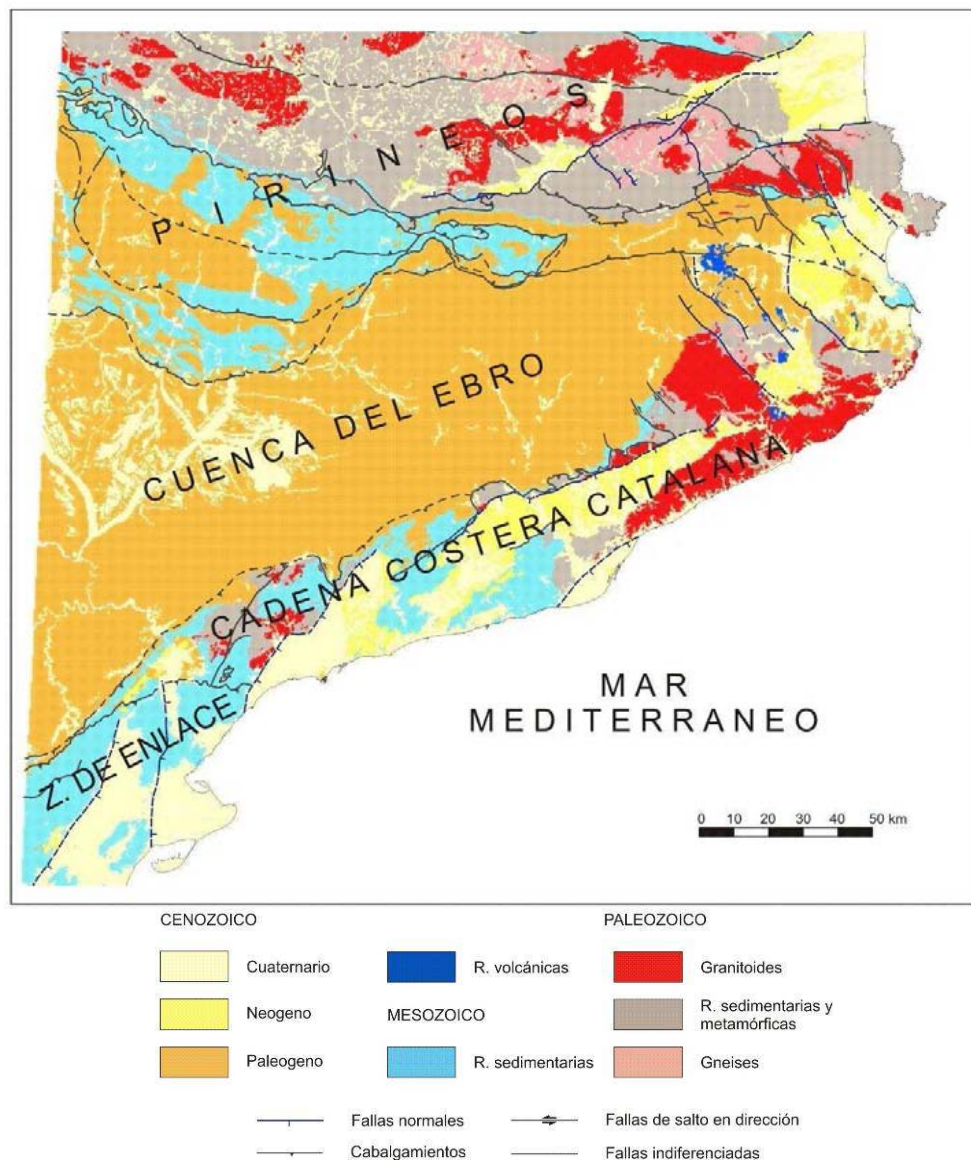 PIRINEOS
CUENCA DEL EBRO
CADENA COSTERA CATALANA
Z. DE ENLACE
MAR
MEDITERRANEO
0 10 20 30 40 50 km
CENOZOICO
PALEOZOICO
Cuaternario
R. volcánicas
Granitoides
Neogeno
MESOZOICO
R. sedimentarias y
metamórficas
Paleogeno
R. sedimentarias
Gneises
Fallas normales
Fallas de salto en dirección
Cabalgamientos
Fallas indiferenciadas